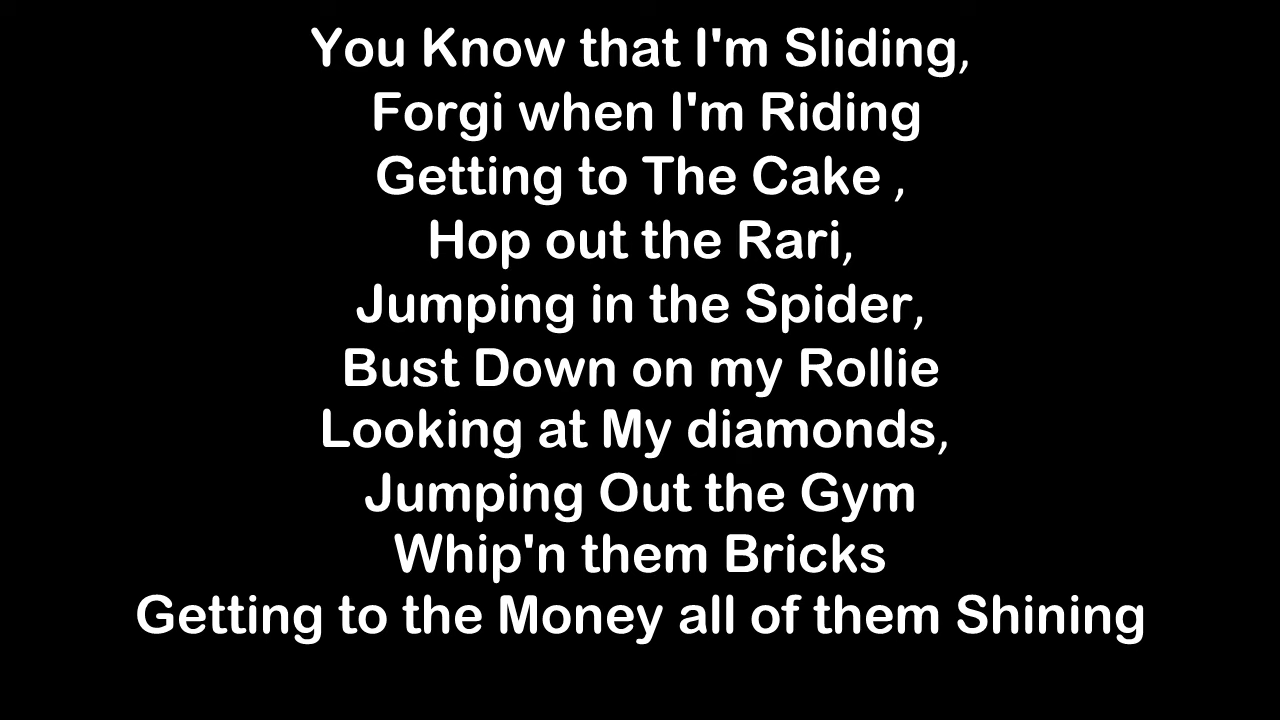 You Know that I'm Sliding,
Forgi when I'm Riding
Getting to The Cake ,
Hop out the Rari,
Jumping in the Spider,
Bust Down on my Rollie
Looking at My diamonds,
Jumping Out the Gym
Whip'n them Bricks
Getting to the Money all of them Shining